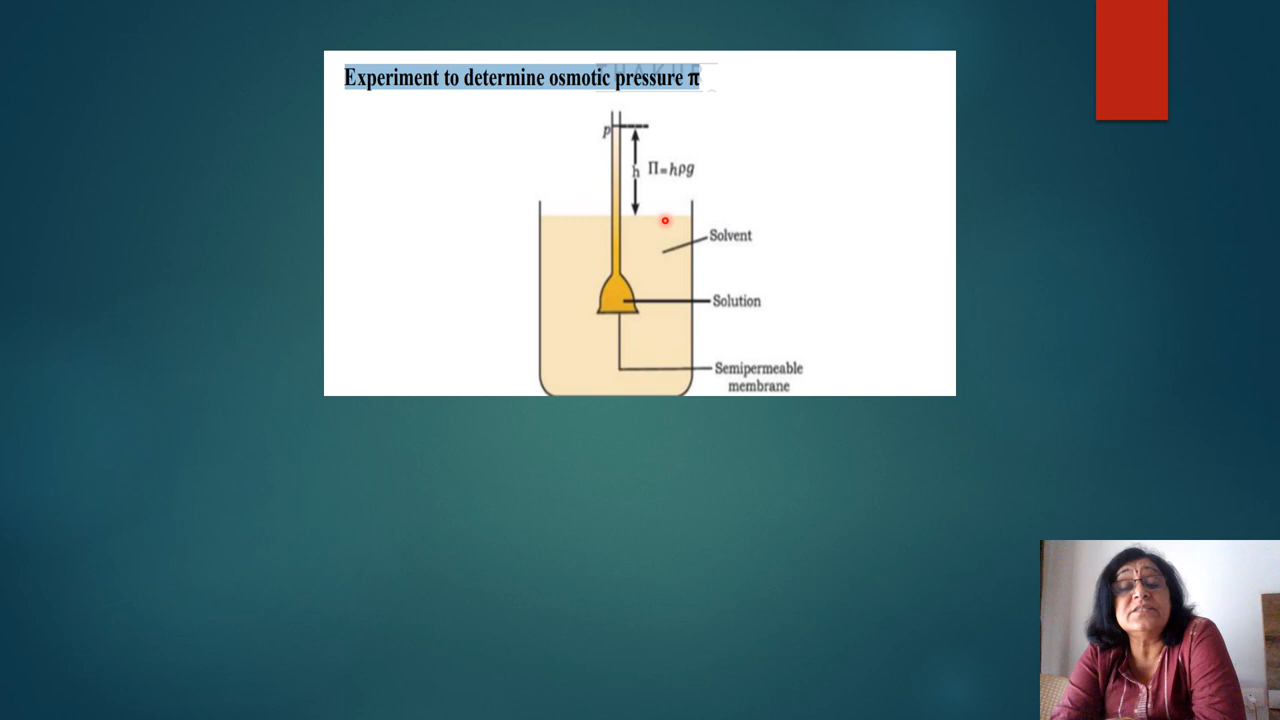 Experiment to determine osmotic pressure π
p
h Π=hρg
Solvent
Solution
Semipermeable
membrane